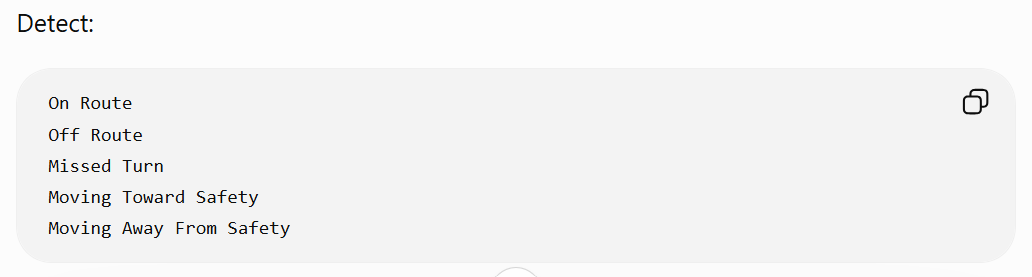 Detect:
On Route
Off Route
Missed Turn
Moving Toward Safety
Moving Away From Safety